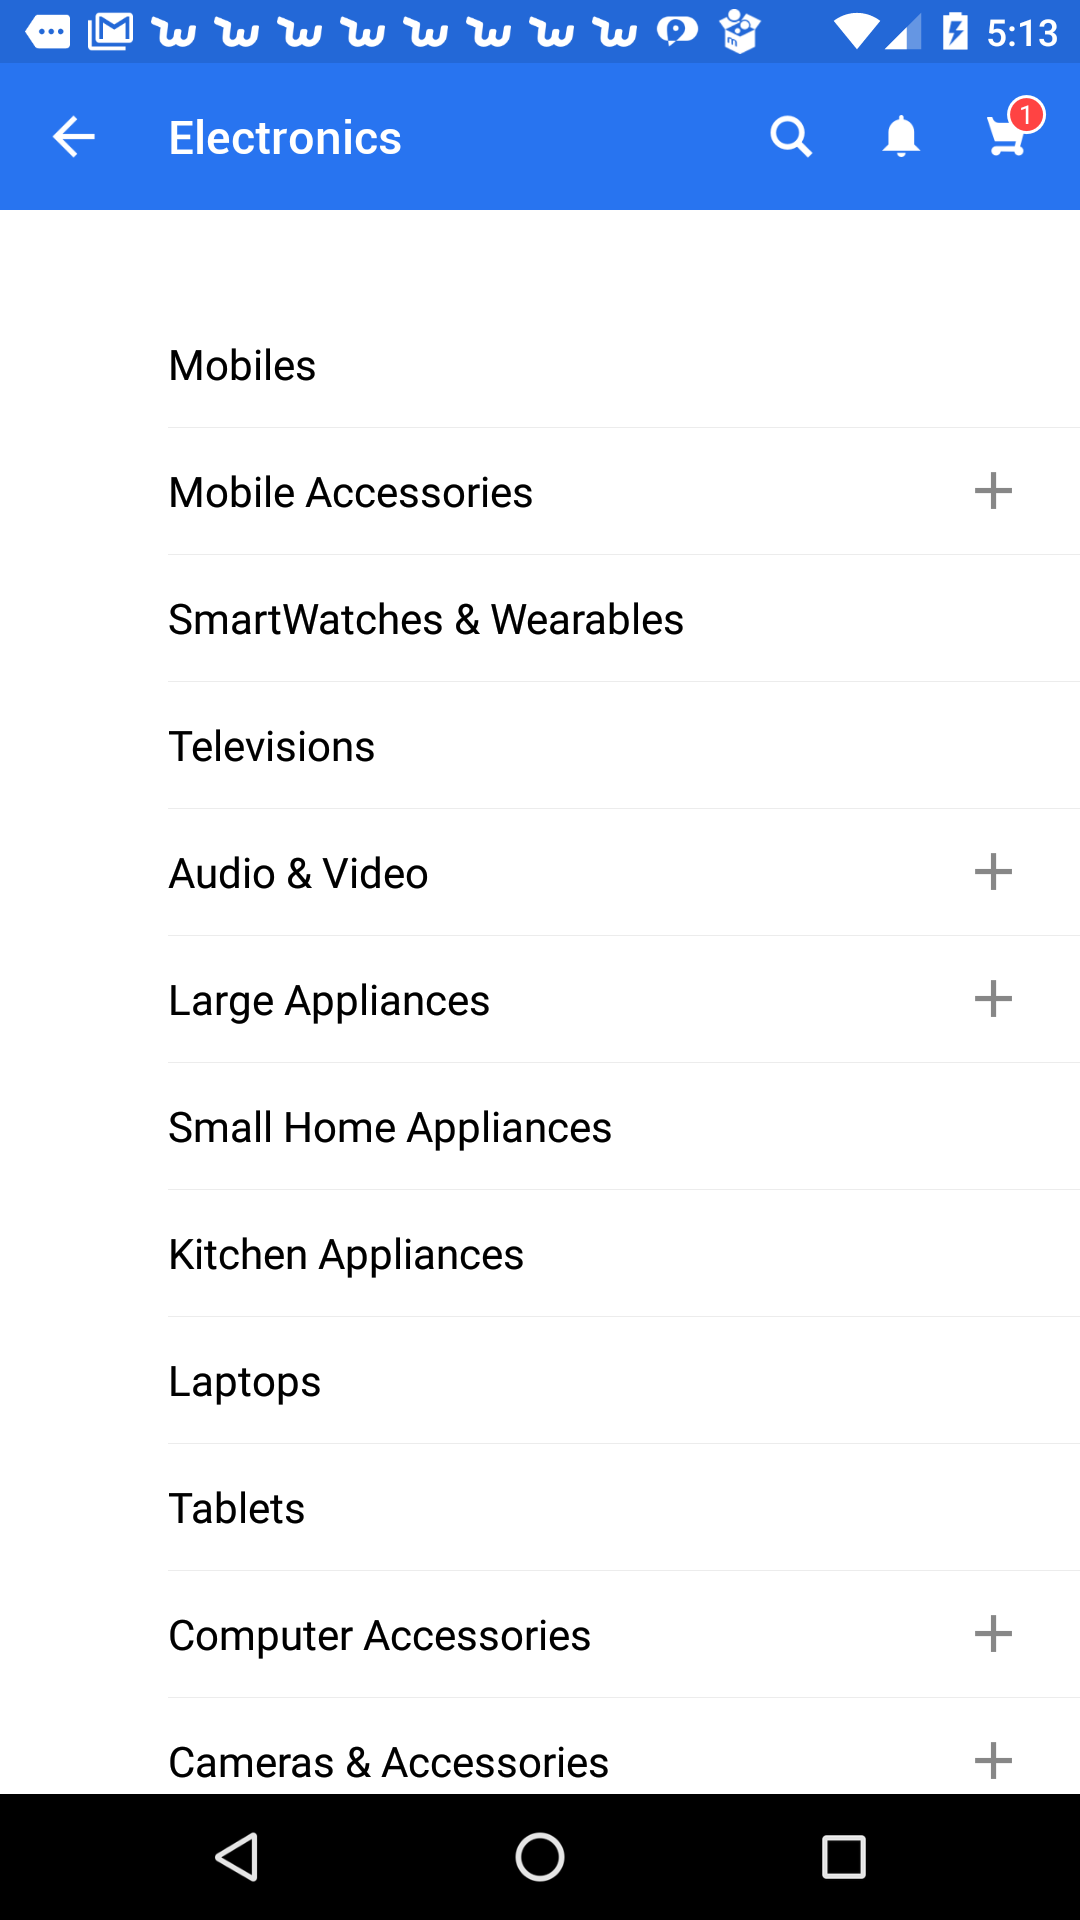 5:13
Electronics
1
Mobiles
Mobile Accessories
SmartWatches & Wearables
Televisions
Audio & Video
Large Appliances
Small Home Appliances
Kitchen Appliances
Laptops
Tablets
Computer Accessories
Cameras & Accessories